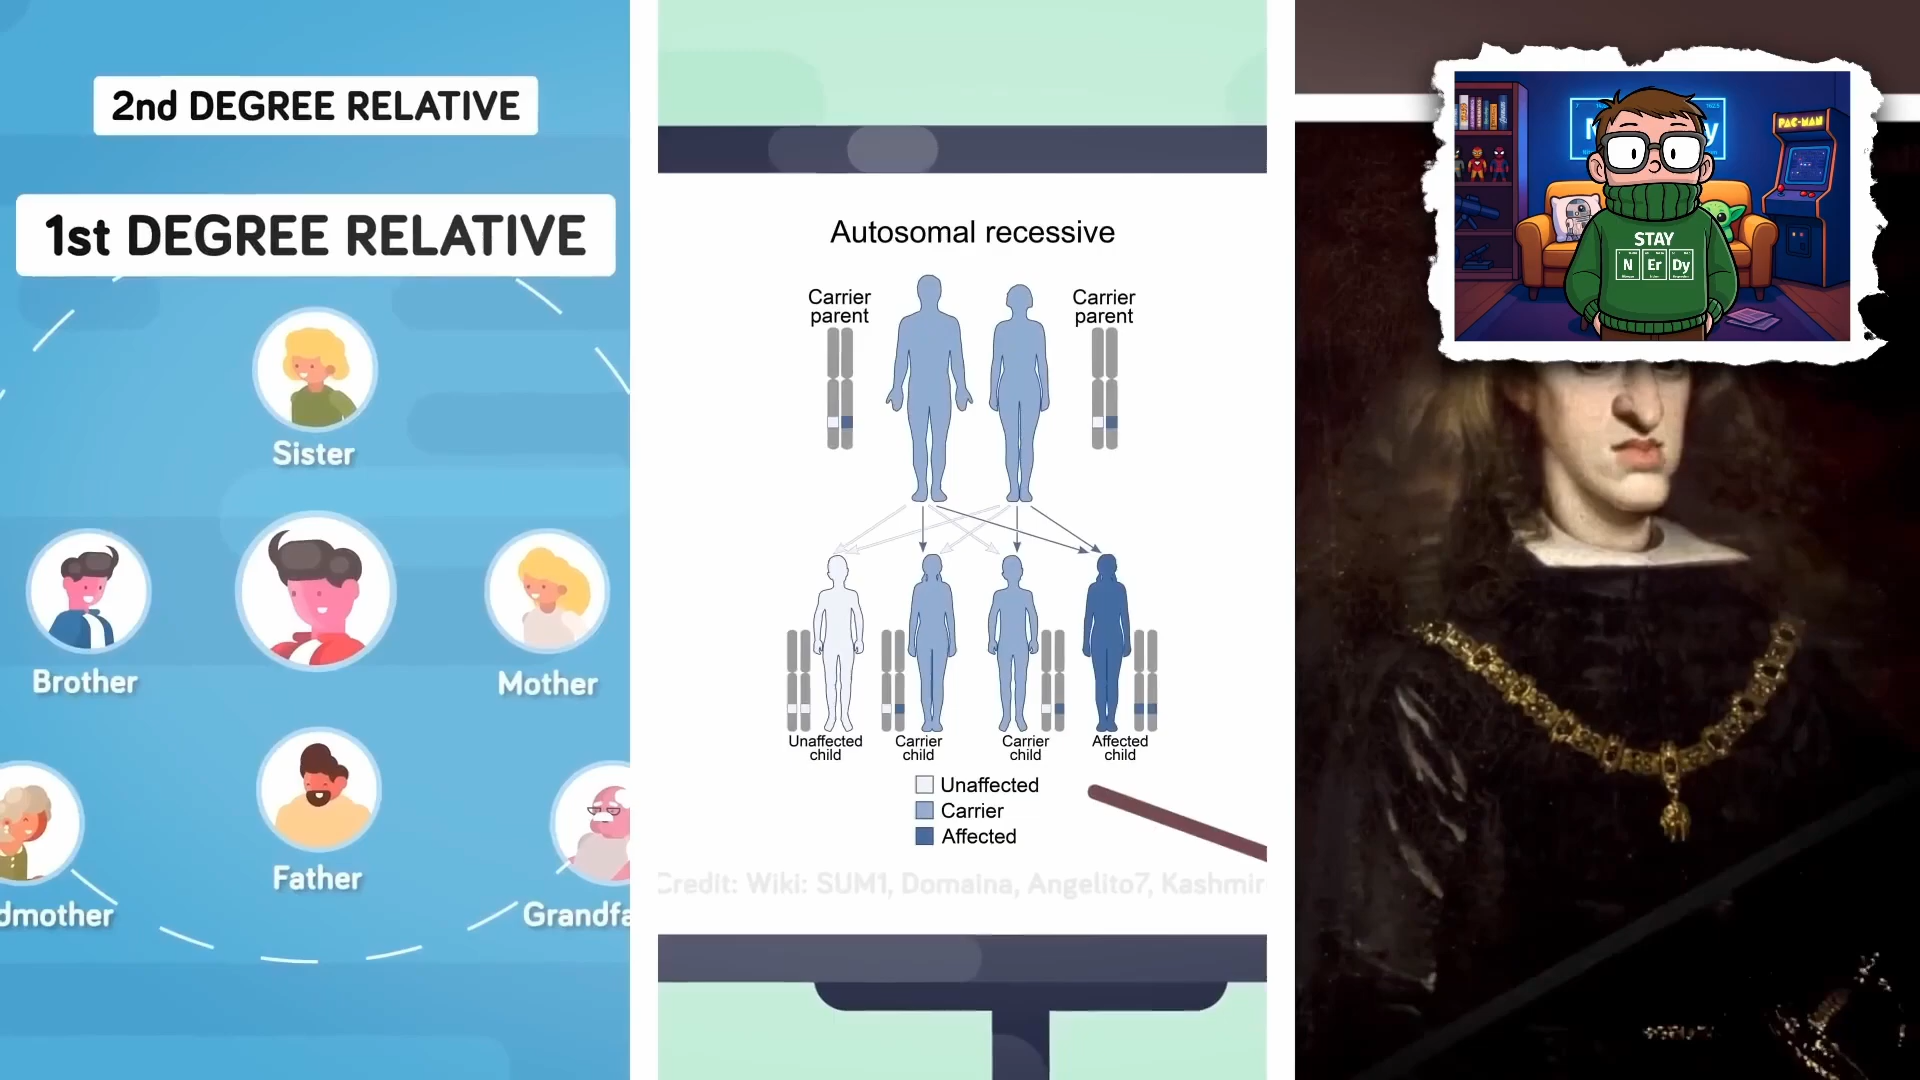 2nd DEGREE RELATIVE
1st DEGREE RELATIVE
Sister
Brother
Mother
Father
dmother
Grandfa
Autosomal recessive
Carrier
parent
Carrier
parent
Unaffected
child
Carrier
child
Carrier
child
Affected
child
Unaffected
Carrier
Affected
Credit: Wiki: SUM1, Domaina, Angelito7, Kashmir
PAC-MAN
STAY
N Er Dy